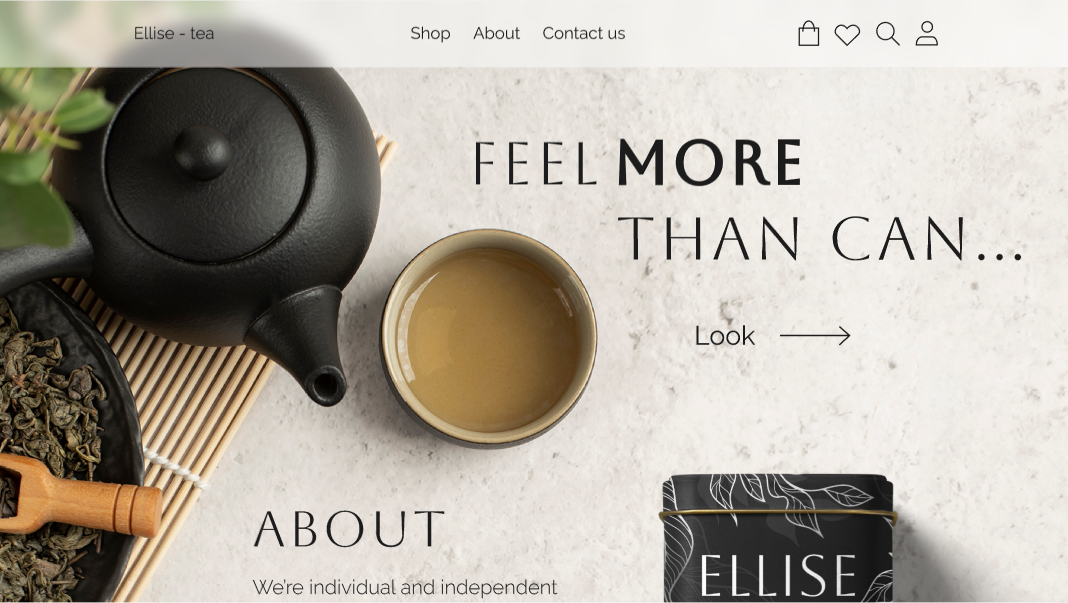 Ellise - tea Shop About Contact us
FEEL MORE
THAN CAN...
Look
ABOUT
We're individual and independent
ELLISE